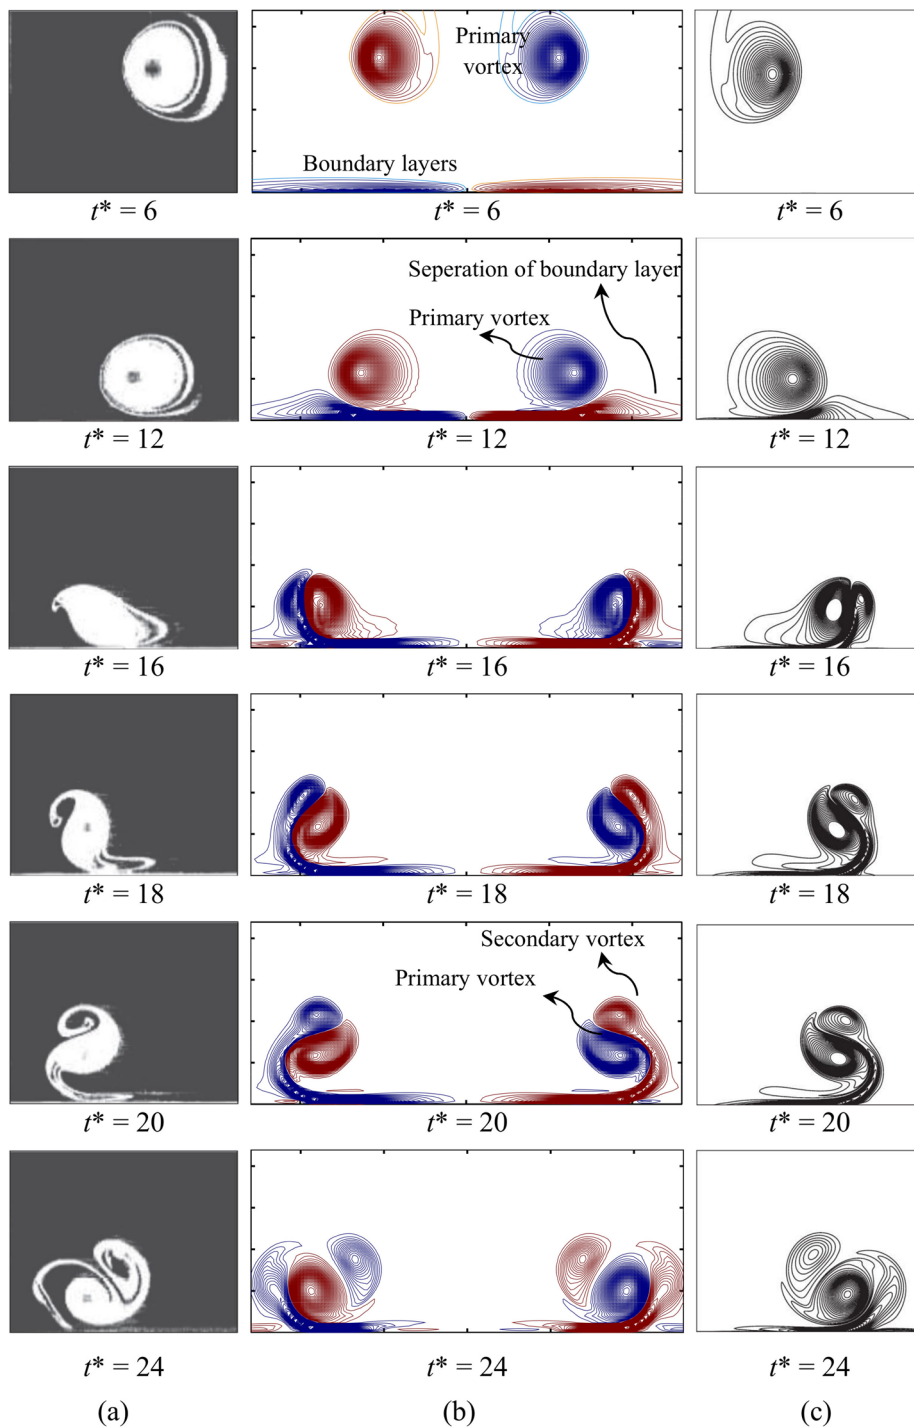 Primary
vortex
Boundary layers
t* = 6
t* = 6
t* = 6
Seperation of boundary layer
Primary vortex
t* = 12
t* = 12
t* = 12
t* = 16
t* = 16
t* = 16
t* = 18
t* = 18
t* = 18
Secondary vortex
Primary vortex
t* = 20
t* = 20
t* = 20
t* = 24
t* = 24
t* = 24
(a)
(b)
(c)